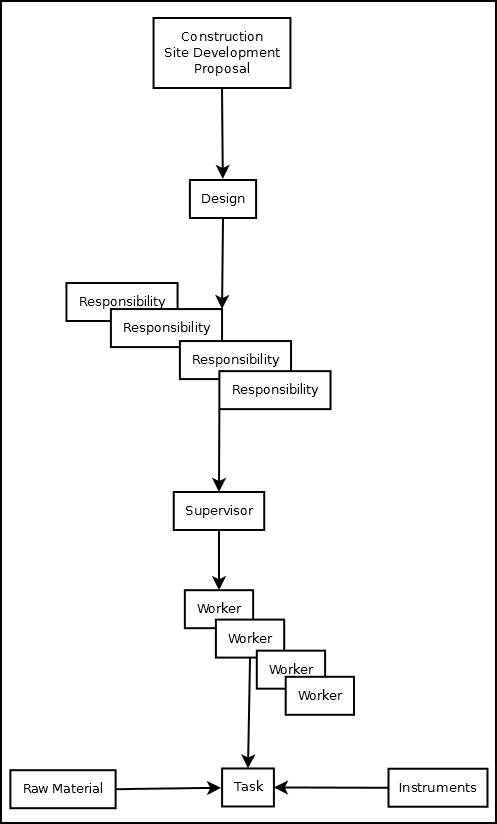 Construction
Site Development
Proposal
Design
Responsibility
Responsibility
Responsibility
Responsibility
Supervisor
Worker
Worker
Worker
Worker
Raw Material
Task
Instruments